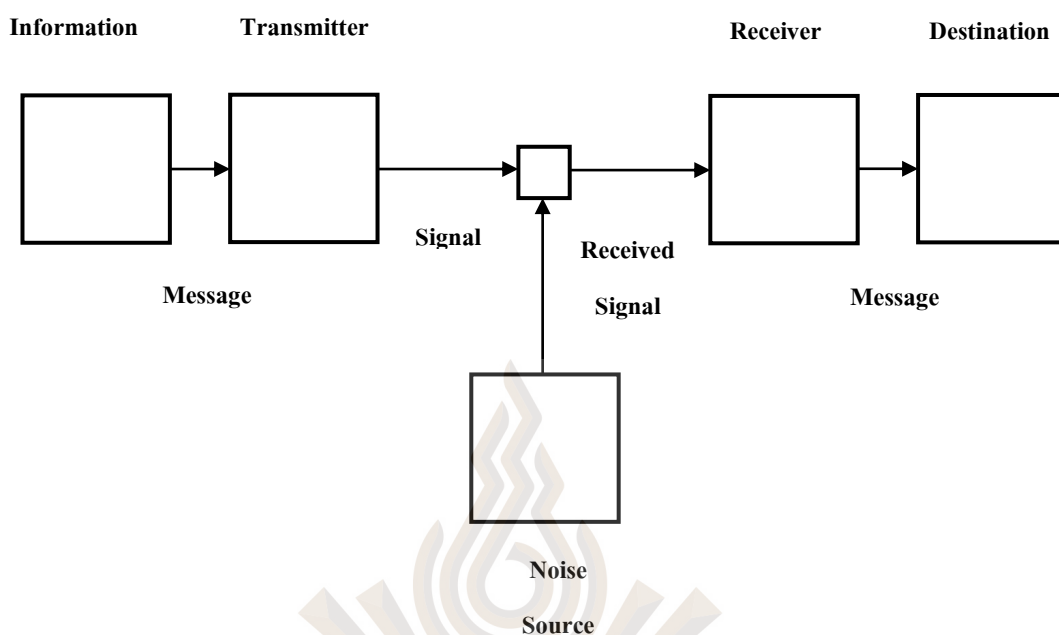 Information
Transmitter
Receiver
Destination
Signal
Received
Signal
Message
Message
Noise
Source